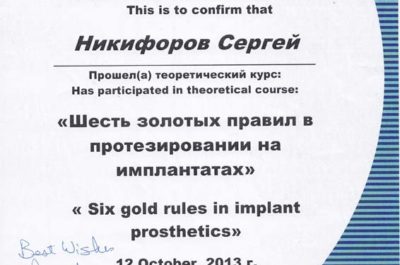 This is to confirm that
Никифоров Сергей
Прошел(а) теоретический курс:
Has participated in theoretical course:
«Шесть золотых правил в
протезировании на
имплантатах»
« Six gold rules in implant
prosthetics»
Best Wishes
12 October, 2013 г.